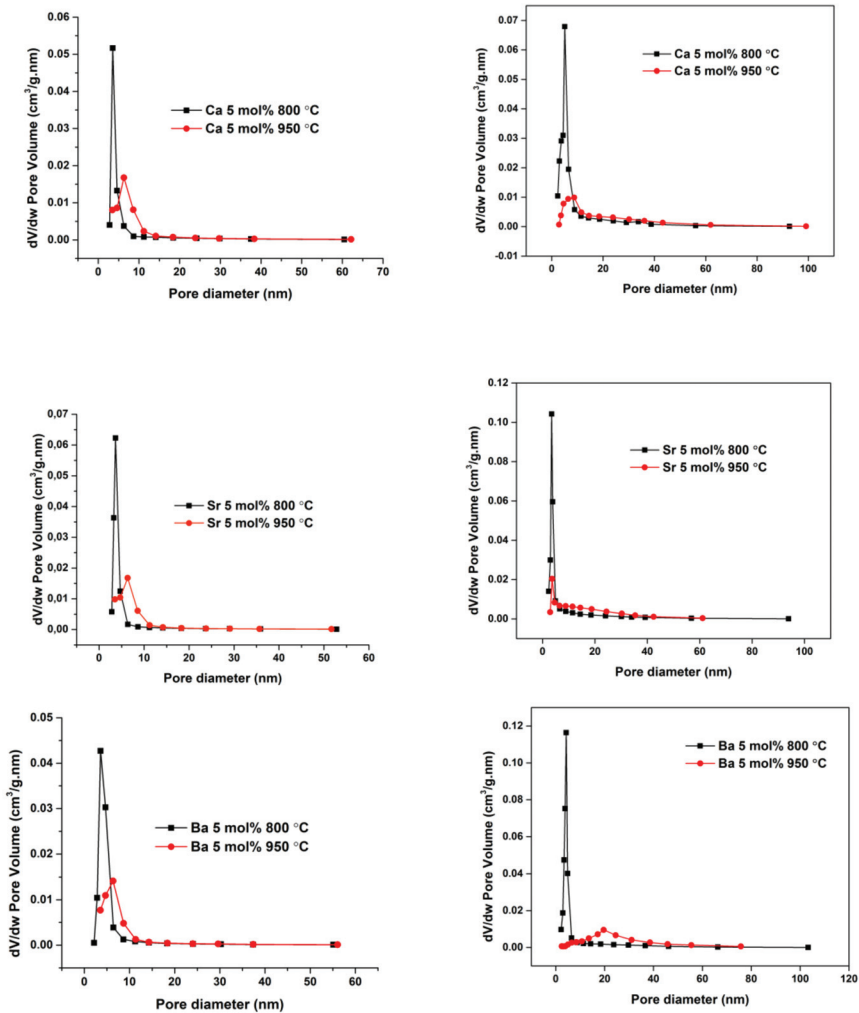 0.06
0.05
0.04
0.03
0.02
0.01
0.00
dV/dw Pore Volume (cm³/g.nm)
Ca 5 mol% 800 °C
Ca 5 mol% 950 °C
0 10 20 30 40 50 60 70
Pore diameter (nm)
0.07
0.06
0.05
0.04
0.03
0.02
0.01
0.00
-0.01
dV/dw Pore Volume (cm³/g.nm)
Ca 5 mol% 800 °C
Ca 5 mol% 950 °C
0 20 40 60 80 100
Pore diameter (nm)
0,07
0,06
0,05
0,04
0,03
0,02
0,01
0,00
dV/dw Pore Volume (cm³/g.nm)
Sr 5 mol% 800 °C
Sr 5 mol% 950 °C
0 10 20 30 40 50 60
Pore diameter (nm)
0.12
0.10
0.08
0.06
0.04
0.02
0.00
dV/dw Pore Volume (cm³/g.nm)
Sr 5 mol% 800 °C
Sr 5 mol% 950 °C
0 20 40 60 80 100
Pore diameter (nm)
0.05
0.04
0.03
0.02
0.01
0.00
dV/dw Pore Volume (cm³/g.nm)
Ba 5 mol% 800 °C
Ba 5 mol% 950 °C
0 10 20 30 40 50 60
Pore diameter (nm)
0.12
0.10
0.08
0.06
0.04
0.02
0.00
dV/dw Pore Volume (cm³/g.nm)
Ba 5 mol% 800 °C
Ba 5 mol% 950 °C
0 20 40 60 80 100 120
Pore diameter (nm)